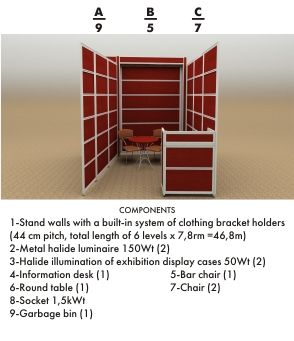 A B C
9 5 7
COMPONENTS
1-Stand walls with a built-in system of clothing bracket holders
(44 cm pitch, total length of 6 levels x 7,8rm =46,8m)
2-Metal halide luminaire 150Wt (2)
3-Halide illumination of exhibition display cases 50Wt (2)
4-Information desk (1) 5-Bar chair (1)
6-Round table (1) 7-Chair (2)
8-Socket 1,5kWt
9-Garbage bin (1)